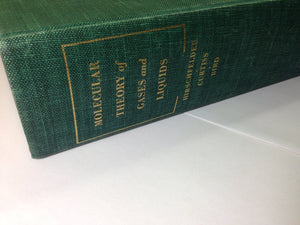 MOLECULAR
THEORY of
GASES and
LIQUIDS
HIRSCHFELDER
CURTISS
BIRD